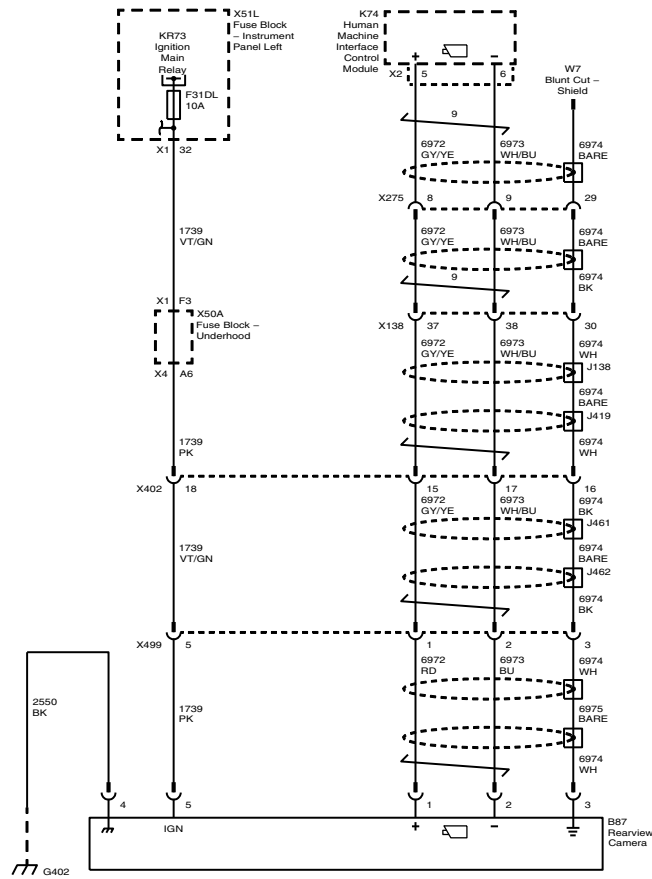 X51L
Fuse Block
– Instrument
Panel Left
KR73
Ignition
Main
Relay
F31DL
10A
X1 32
K74
Human
Machine
Interface
Control
Module
+ –
X2 5 6
W7
Blunt Cut –
Shield
9
6972
GY/YE
6973
WH/BU
6974
BARE
X275 8 9 29
1739
VT/GN
6972
GY/YE
6973
WH/BU
6974
BARE
9
6974
BK
X1 F3
X50A
Fuse Block –
Underhood
X4 A6
X138 37 38 30
6972
GY/YE
6973
WH/BU
6974
WH
J138
6974
BARE
J419
1739
PK
6974
WH
X402 18 15 17 16
6972
GY/YE
6973
WH/BU
6974
BK
J461
1739
VT/GN
6974
BARE
J462
6974
BK
X499 5 1 2 3
6972
RD
6973
BU
6974
WH
2550
BK
1739
PK
6975
BARE
6974
WH
4 5 1 2 3
IGN + –
B87
Rearview
Camera
G402